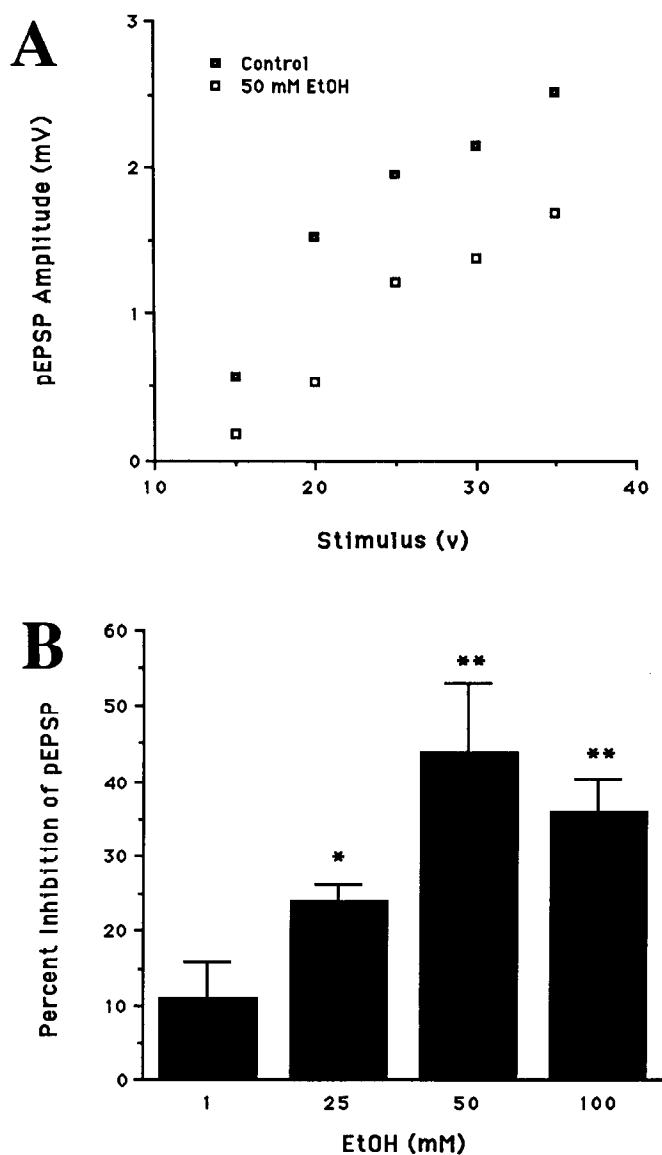 A
3
2
1
0
pEPSP Amplitude (mV)
Control
50 mM EtOH
10
20
30
40
Stimulus (v)
B
60
50
40
30
20
10
0
Percent Inhibition of pEPSP
*
**
**
1
25
50
100
EtOH (mM)